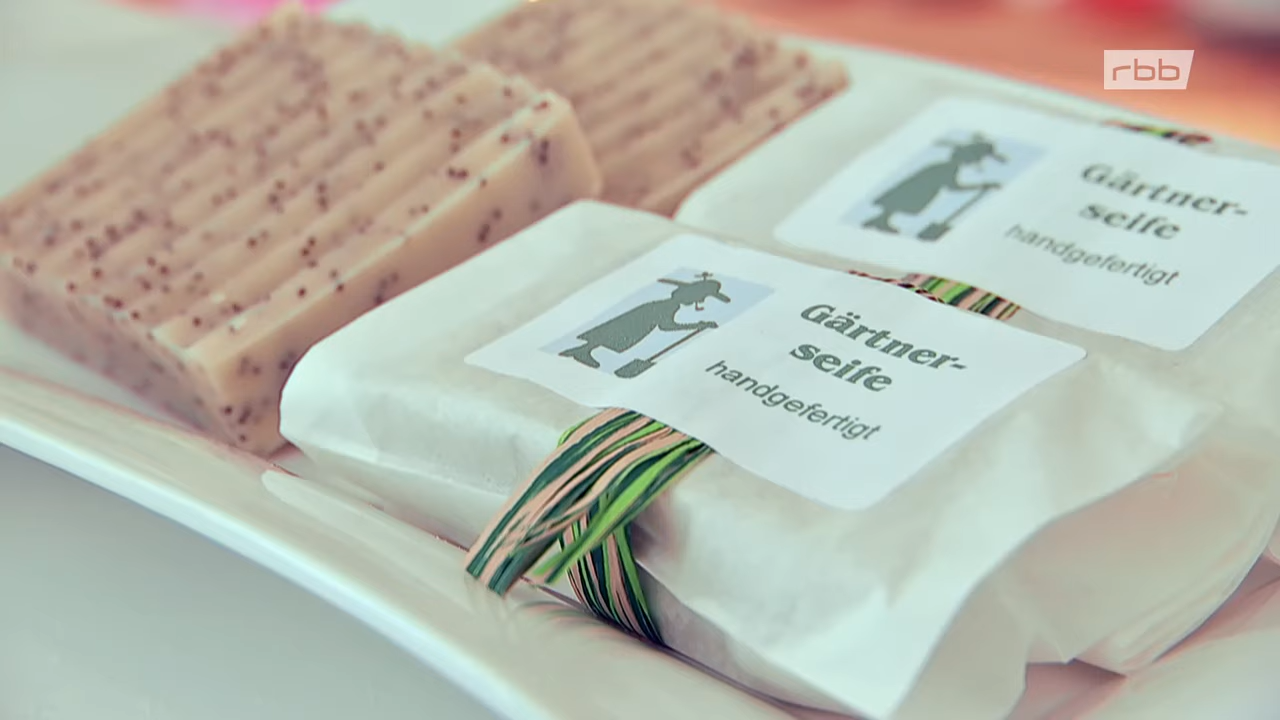 rbb
Gärtner-
seife
handgefertigt
Gärtner-
seife
handgefertigt